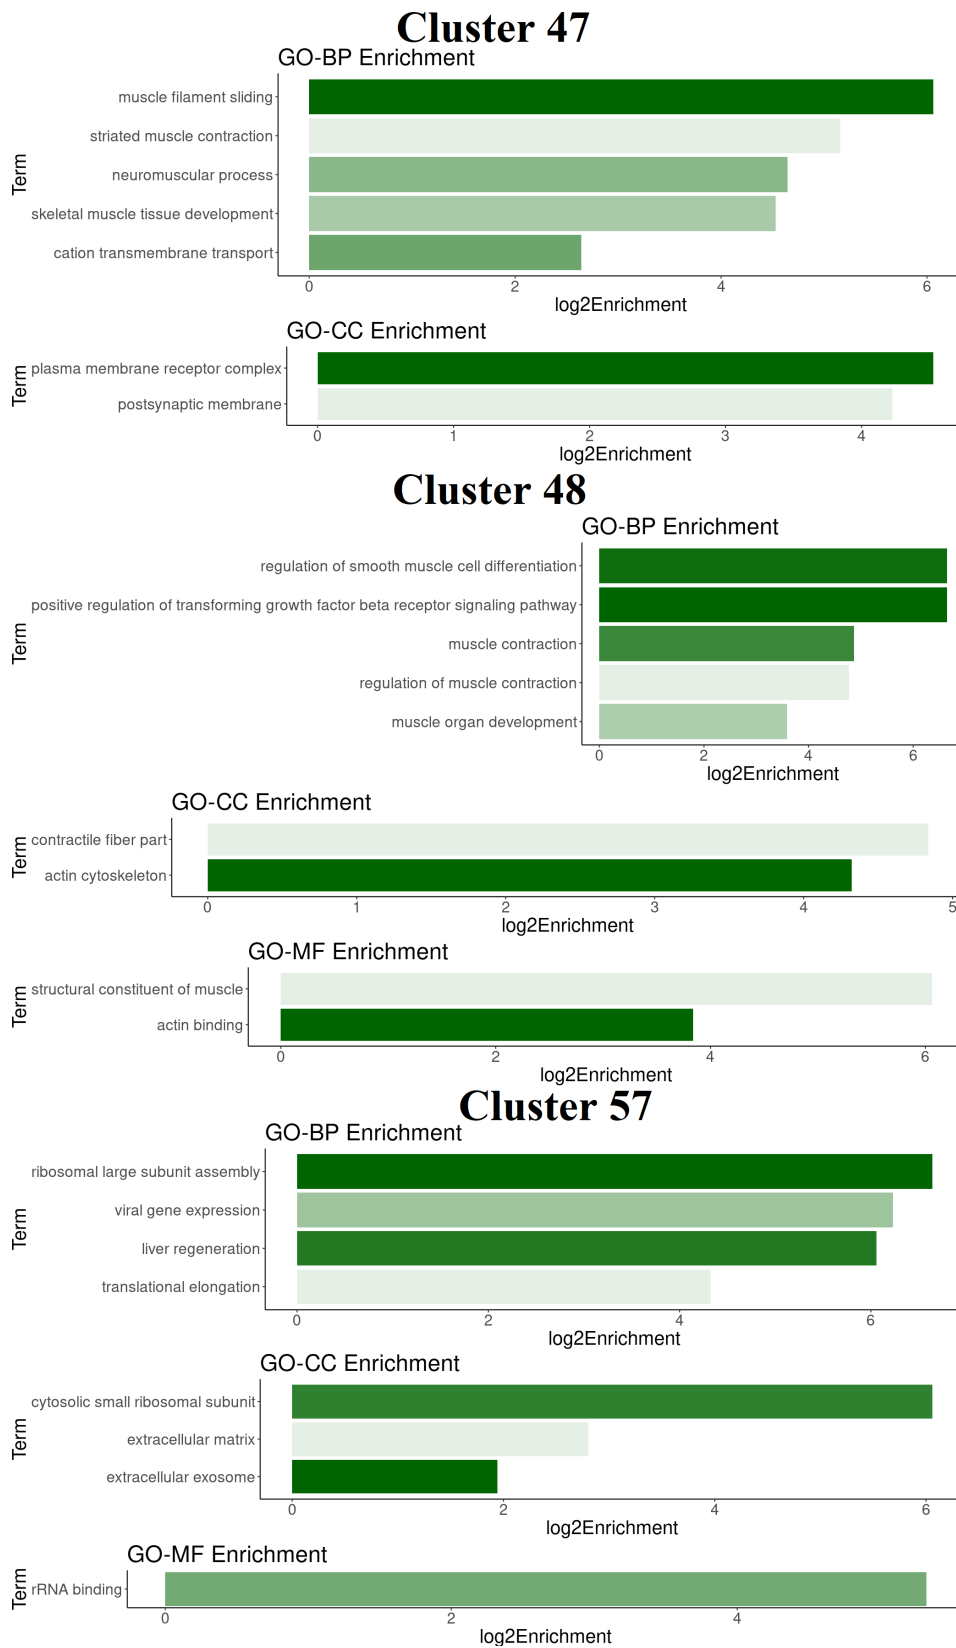 Cluster 47
GO-BP Enrichment
Term
muscle filament sliding
striated muscle contraction
neuromuscular process
skeletal muscle tissue development
cation transmembrane transport
0 2 4 6
log2Enrichment
GO-CC Enrichment
Term
plasma membrane receptor complex
postsynaptic membrane
0 1 2 3 4
log2Enrichment
Cluster 48
GO-BP Enrichment
Term
regulation of smooth muscle cell differentiation
positive regulation of transforming growth factor beta receptor signaling pathway
muscle contraction
regulation of muscle contraction
muscle organ development
0 2 4 6
log2Enrichment
GO-CC Enrichment
Term
contractile fiber part
actin cytoskeleton
0 1 2 3 4 5
log2Enrichment
GO-MF Enrichment
Term
structural constituent of muscle
actin binding
0 2 4 6
log2Enrichment
Cluster 57
GO-BP Enrichment
Term
ribosomal large subunit assembly
viral gene expression
liver regeneration
translational elongation
0 2 4 6
log2Enrichment
GO-CC Enrichment
Term
cytosolic small ribosomal subunit
extracellular matrix
extracellular exosome
0 2 4 6
log2Enrichment
GO-MF Enrichment
Term
rRNA binding
0 2 4
log2Enrichment